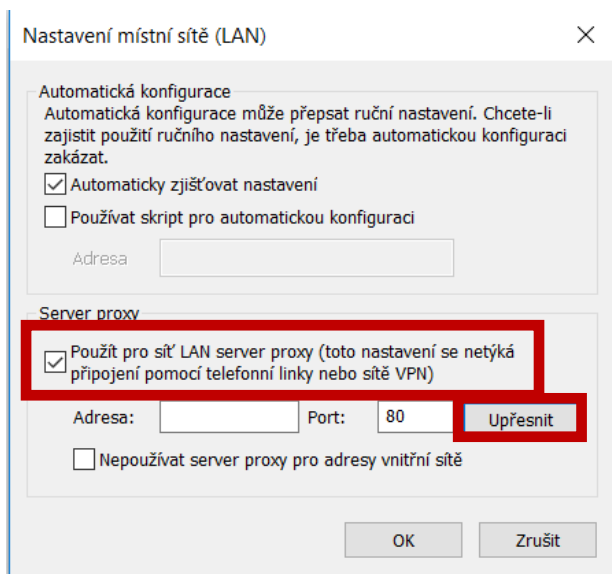 Nastavení místní sítě (LAN)
Automatická konfigurace
Automatická konfigurace může přepsat ruční nastavení. Chcete-li
zajistit použití ručního nastavení, je třeba automatickou konfiguraci
zakázat.
Automaticky zjišťovat nastavení
Používat skript pro automatickou konfiguraci
Adresa
Server proxy
Použít pro síť LAN server proxy (toto nastavení se netýká
připojení pomocí telefonní linky nebo sítě VPN)
Adresa: Port: 80 Upřesnit
Nepoužívat server proxy pro adresy vnitřní sítě
OK Zrušit